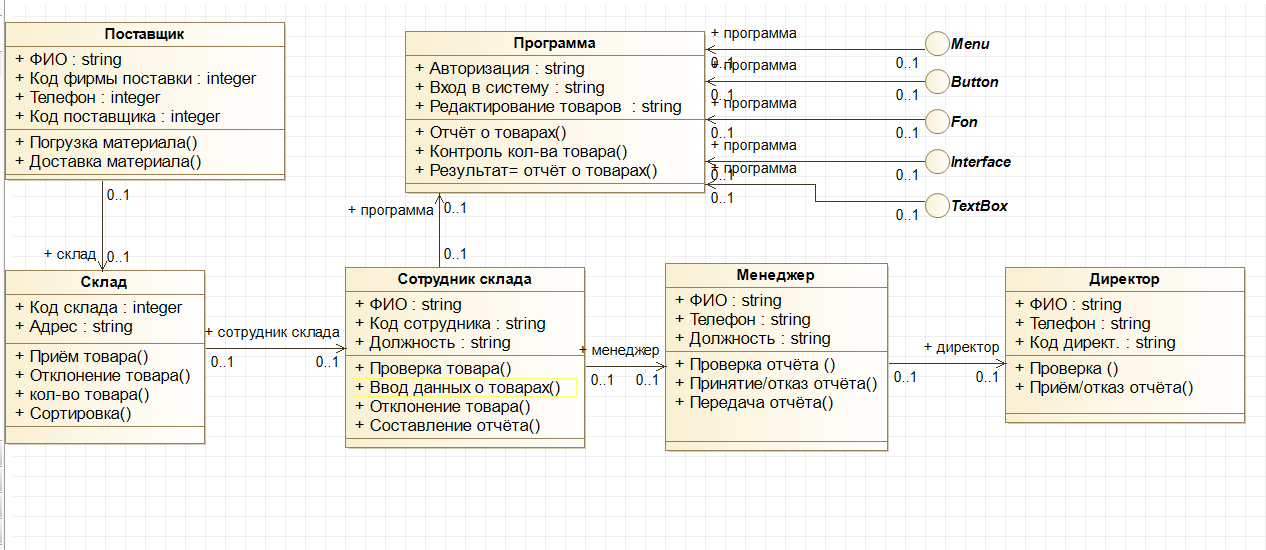 Поставщик
+ ФИО : string
+ Код фирмы поставки : integer
+ Телефон : integer
+ Код поставщика : integer
+ Погрузка материала()
+ Доставка материала()
0..1
+ склад
0..1
Программа
+ Авторизация : string
+ Вход в систему : string
+ Редактирование товаров : string
+ Отчёт о товарах()
+ Контроль кол-ва товара()
+ Результат= отчёт о товарах()
+ программа
0..1
0..1
Menu
+ программа
0..1
0..1
Button
+ программа
0..1
0..1
Fon
+ программа
0..1
0..1
Interface
+ программа
0..1
0..1
TextBox
+ программа
0..1
0..1
Склад
+ Код склада : integer
+ Адрес : string
+ Приём товара()
+ Отклонение товара()
+ кол-во товара()
+ Сортировка()
+ сотрудник склада
0..1
0..1
Сотрудник склада
+ ФИО : string
+ Код сотрудника : string
+ Должность : string
+ Проверка товара()
+ Ввод данных о товарах()
+ Отклонение товара()
+ Составление отчёта()
+ менеджер
0..1
0..1
Менеджер
+ ФИО : string
+ Телефон : string
+ Должность : string
+ Проверка отчёта ()
+ Принятие/отказ отчёта()
+ Передача отчёта()
+ директор
0..1
0..1
Директор
+ ФИО : string
+ Телефон : string
+ Код директ. : string
+ Проверка ()
+ Приём/отказ отчёта()